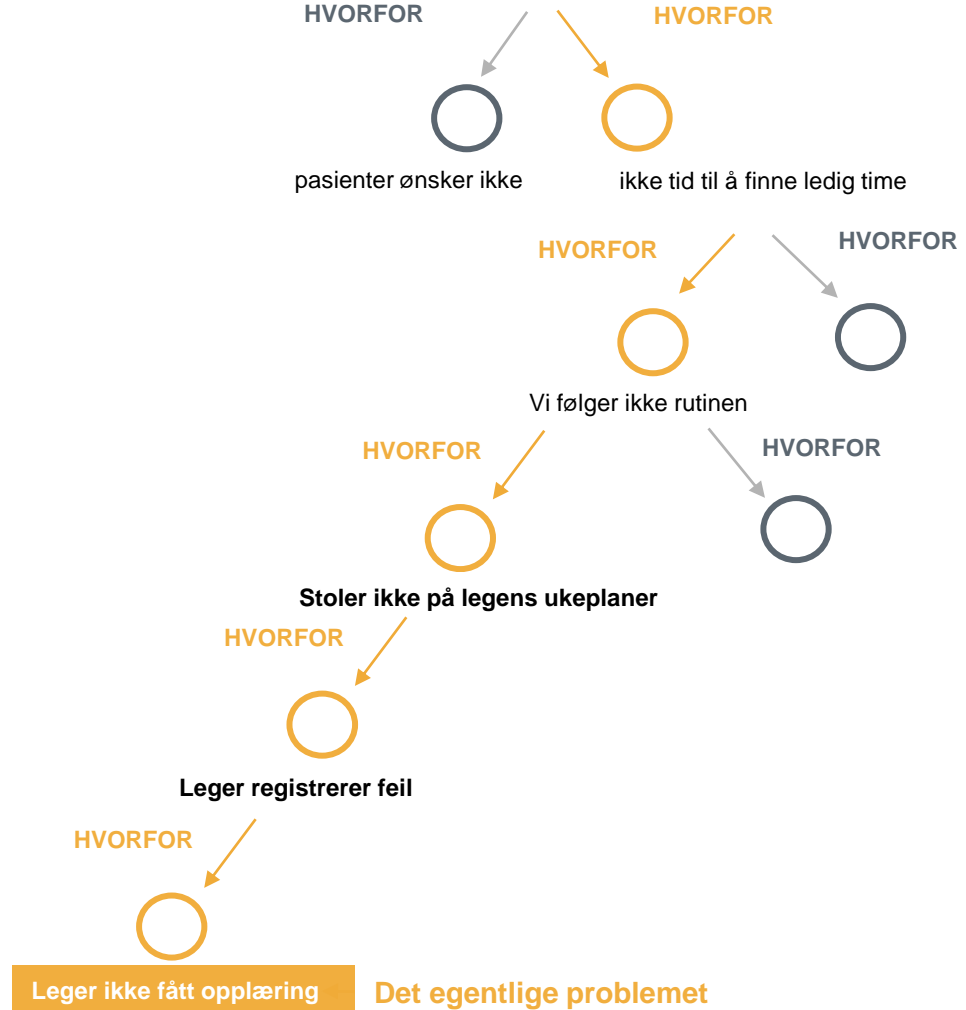 HVORFOR
HVORFOR
pasienter ønsker ikke
ikke tid til å finne ledig time
HVORFOR
HVORFOR
Vi følger ikke rutinen
HVORFOR
HVORFOR
Stoler ikke på legens ukeplaner
HVORFOR
Leger registrerer feil
HVORFOR
Leger ikke fått opplæring
Det egentlige problemet